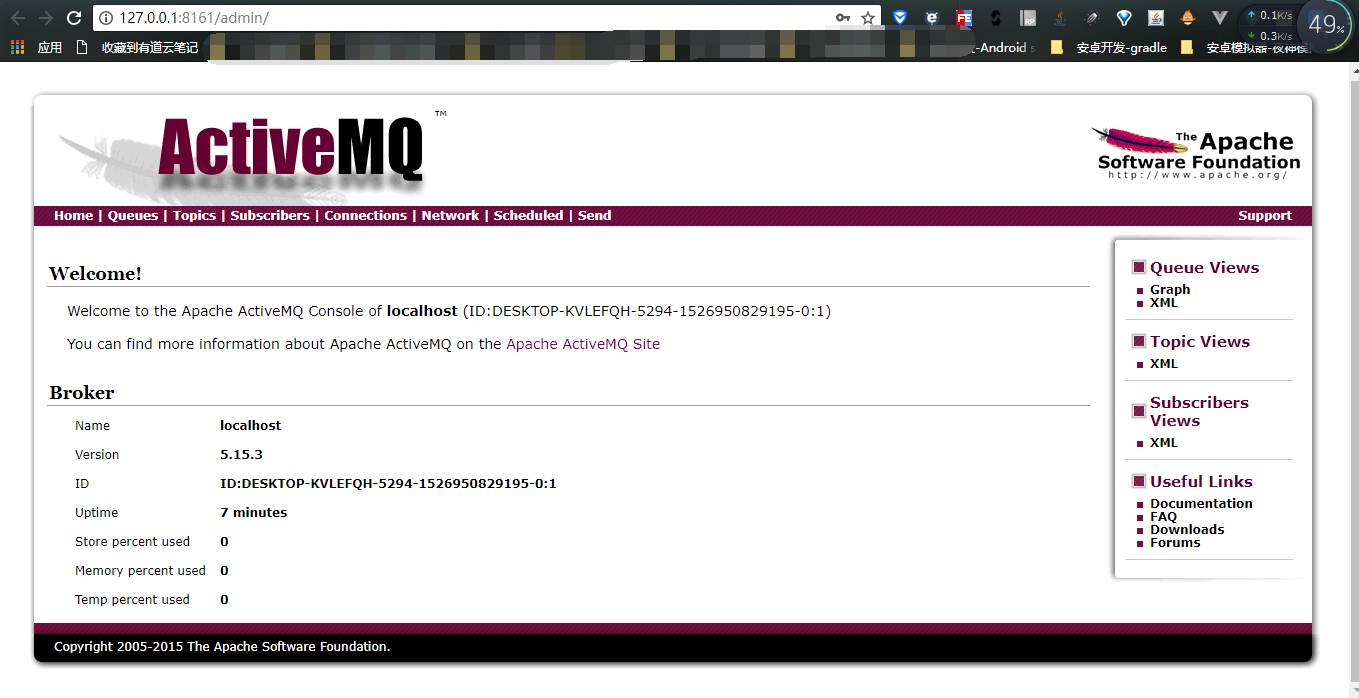 127.0.0.1:8161/admin/
0.1K/s
0.3K/s
49%
应用 收藏到有道云笔记 -Android 安卓开发-gradle 安卓模拟器-夜神模
ActiveMQ ™
The Apache
Software Foundation
http://www.apache.org/
Home | Queues | Topics | Subscribers | Connections | Network | Scheduled | Send Support
Welcome!
Welcome to the Apache ActiveMQ Console of localhost (ID:DESKTOP-KVLEFQH-5294-1526950829195-0:1)
You can find more information about Apache ActiveMQ on the Apache ActiveMQ Site
Broker
Name localhost
Version 5.15.3
ID ID:DESKTOP-KVLEFQH-5294-1526950829195-0:1
Uptime 7 minutes
Store percent used 0
Memory percent used 0
Temp percent used 0
Queue Views
Graph
XML
Topic Views
XML
Subscribers
Views
XML
Useful Links
Documentation
FAQ
Downloads
Forums
Copyright 2005-2015 The Apache Software Foundation.